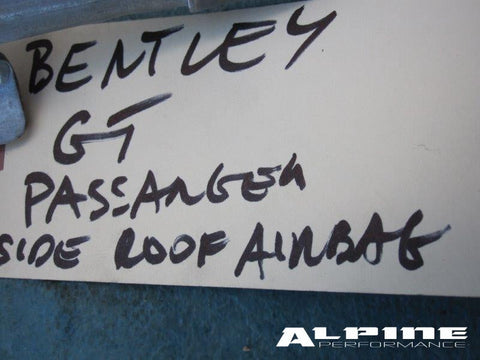 BENTLEY
GT
PASSANGER
SIDE ROOF AIRBAG
ALPINE
PERFORMANCE